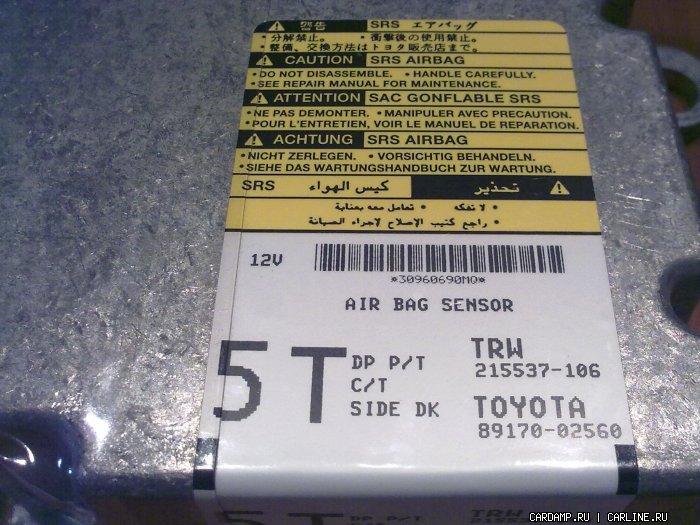 警告 SRS エアバッグ
・分解禁止。 ・衝撃後の使用禁止。
・整備、交換方法はトヨタ販売店まで。
CAUTION SRS AIRBAG
・DO NOT DISASSEMBLE. ・HANDLE CAREFULLY.
・SEE REPAIR MANUAL FOR MAINTENANCE.
ATTENTION SAC GONFLABLE SRS
・NE PAS DEMONTER. ・MANIPULER AVEC PRECAUTION.
・POUR L'ENTRETIEN, VOIR LE MANUEL DE REPARATION.
ACHTUNG SRS AIRBAG
・NICHT ZERLEGEN. ・VORSICHTIG BEHANDELN.
・SIEHE DAS WARTUNGSHANDBUCH ZUR WARTUNG.
تحذير كيس الهواء SRS
• لا تفكه • تعامل معه بعناية
• راجع كتيب الإصلاح لإجراء الصيانة
12V
*30960690MQ*
AIR BAG SENSOR
5T DP P/T TRW
215537-106
C/T
SIDE DK TOYOTA
89170-02560
5T DP P/T TRW
CARDAMP.RU | CARLINE.RU